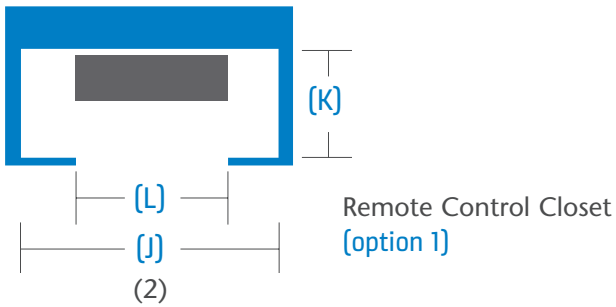 (K)
(L)
(J)
(2)
Remote Control Closet
(option 1)